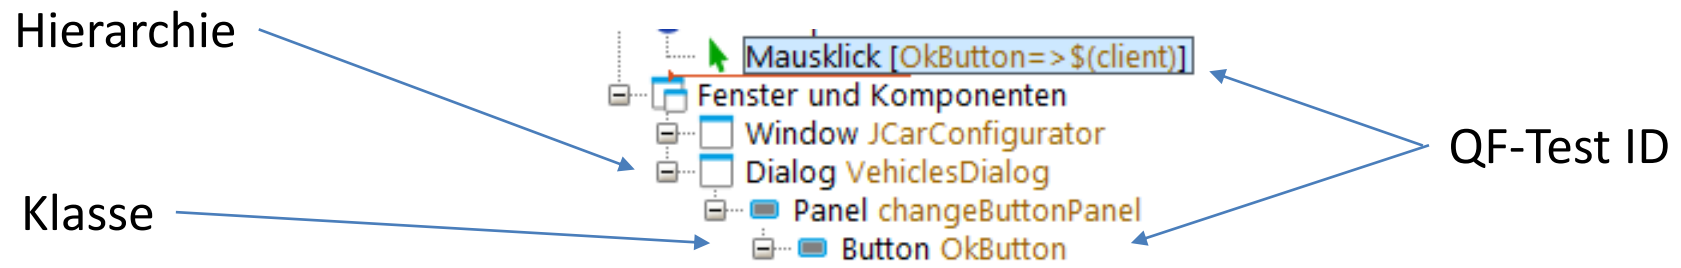 Hierarchie
Mausklick [OkButton=>$(client)]
Fenster und Komponenten
Window JCarConfigurator
Dialog VehiclesDialog
QF-Test ID
Klasse
Panel changeButtonPanel
Button OkButton